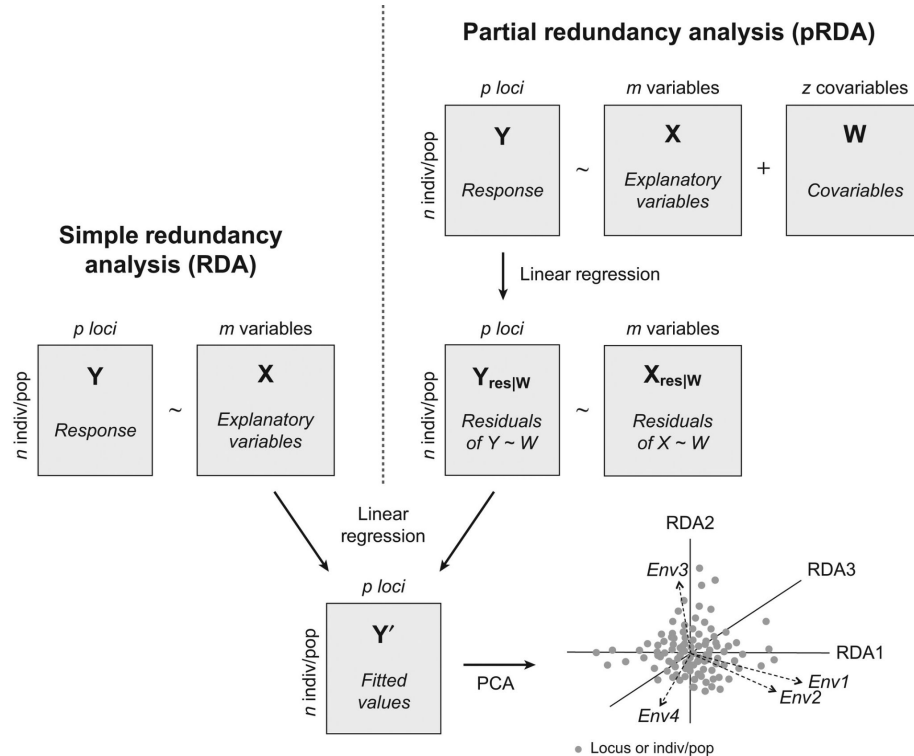 Partial redundancy analysis (pRDA)
p loci
m variables
z covariables
n indiv/pop
Y
Response
~
X
Explanatory
variables
+
W
Covariables
Linear regression
Simple redundancy
analysis (RDA)
p loci
m variables
n indiv/pop
Y
Response
~
X
Explanatory
variables
p loci
m variables
n indiv/pop
Yres|W
Residuals
of Y ~ W
~
Xres|W
Residuals
of X ~ W
Linear
regression
p loci
n indiv/pop
Y′
Fitted
values
PCA
RDA2
Env3
RDA3
RDA1
Env1
Env2
Env4
Locus or indiv/pop